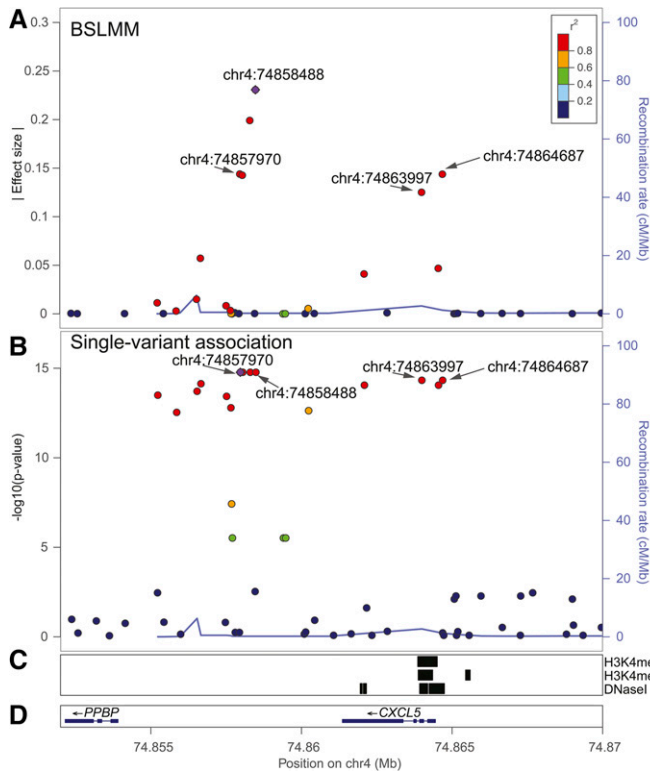 A
BSLMM
0.3
0.25
0.2
0.15
0.1
0.05
0
| Effect size |
chr4:74858488
chr4:74857970
chr4:74863997
chr4:74864687
r2
0.8
0.6
0.4
0.2
100
80
60
40
20
0
Recombination rate (cM/Mb)
B
Single-variant association
15
10
5
0
-log10(p-value)
chr4:74857970
chr4:74858488
chr4:74863997
chr4:74864687
100
80
60
40
20
0
Recombination rate (cM/Mb)
C
H3K4me
H3K4me
DNaseI
D
←PPBP
←CXCL5
74.855
74.86
74.865
74.87
Position on chr4 (Mb)